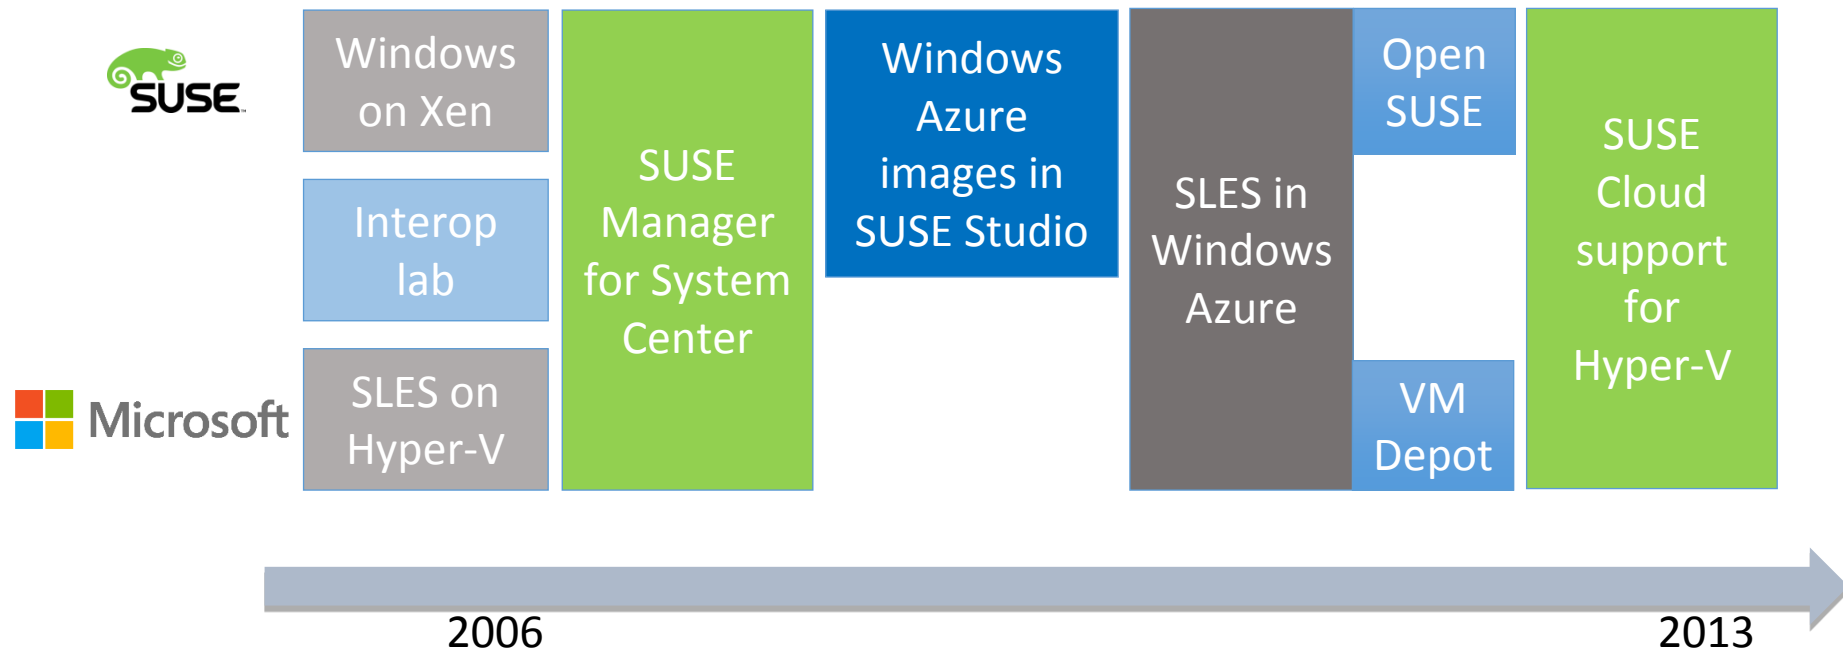 SUSE
Windows
on Xen
Interop
lab
Microsoft
SLES on
Hyper-V
SUSE
Manager
for System
Center
Windows
Azure
images in
SUSE Studio
SLES in
Windows
Azure
Open
SUSE
VM
Depot
SUSE
Cloud
support
for
Hyper-V
2006
2013